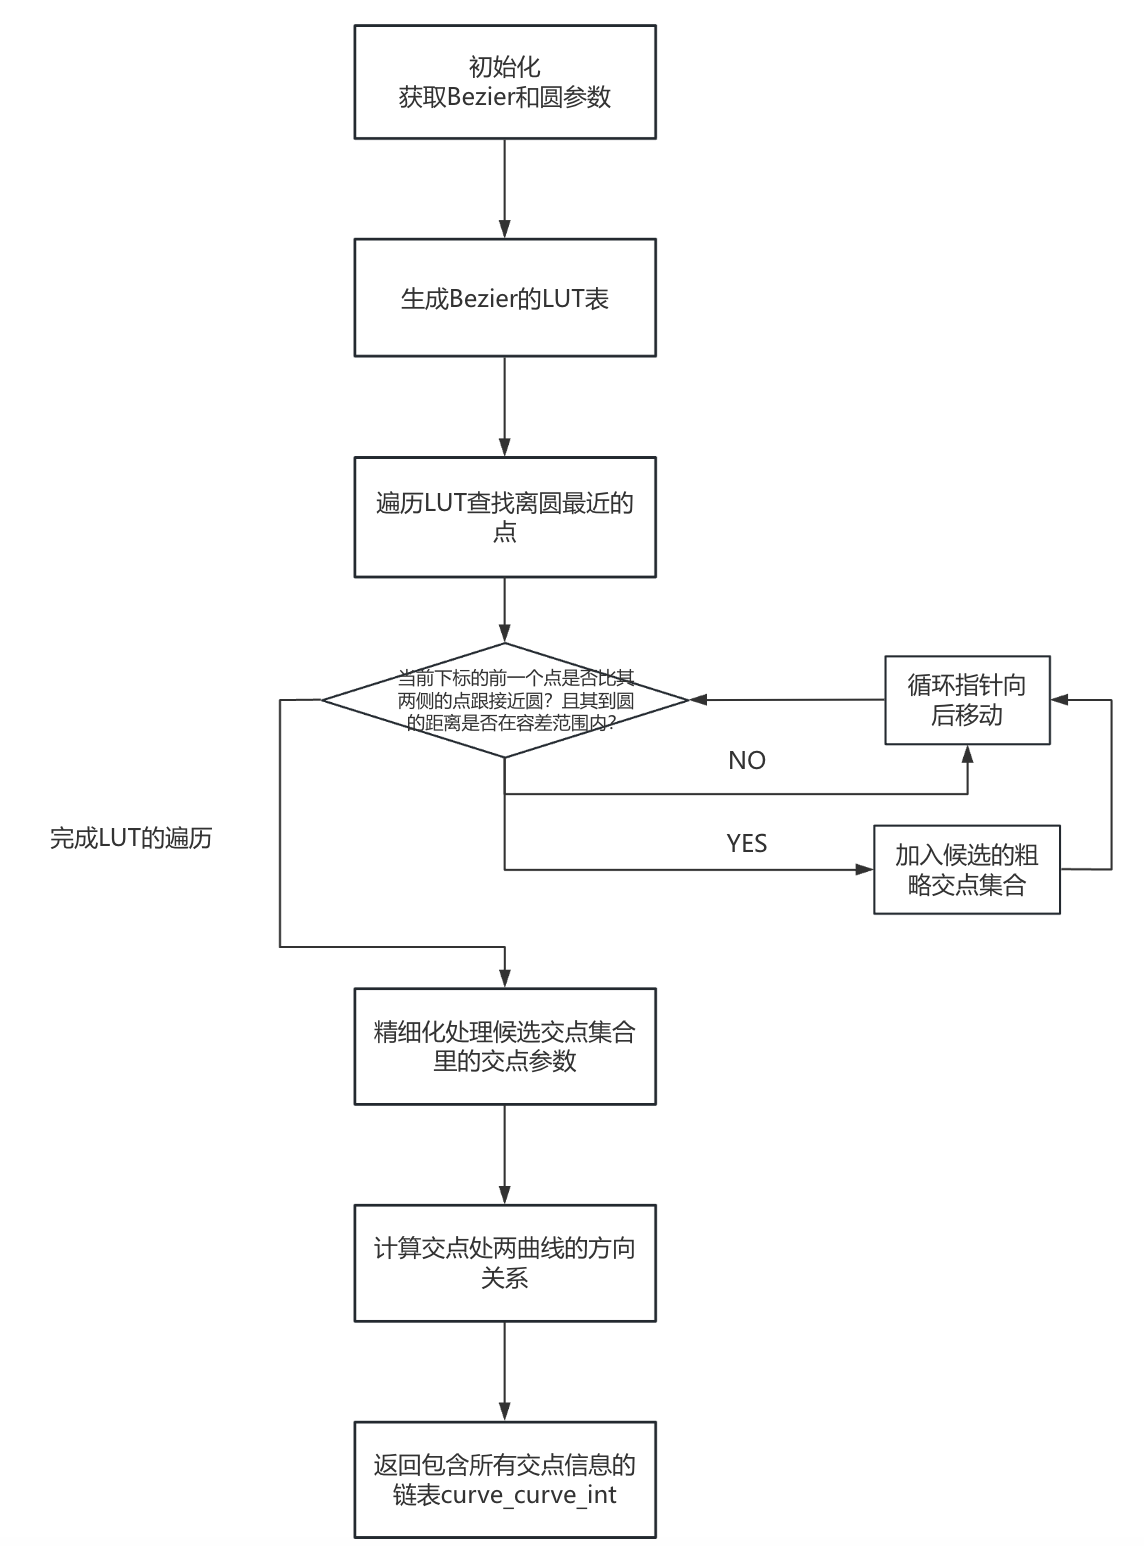 初始化
获取Bezier和圆参数
生成Bezier的LUT表
遍历LUT查找离圆最近的
点
当前下标的前一个点是否比其
两侧的点跟接近圆？且其到圆
的距离是否在容差范围内?
循环指针向
后移动
NO
YES
加入候选的粗
略交点集合
完成LUT的遍历
精细化处理候选交点集合
里的交点参数
计算交点处两曲线的方向
关系
返回包含所有交点信息的
链表curve_curve_int